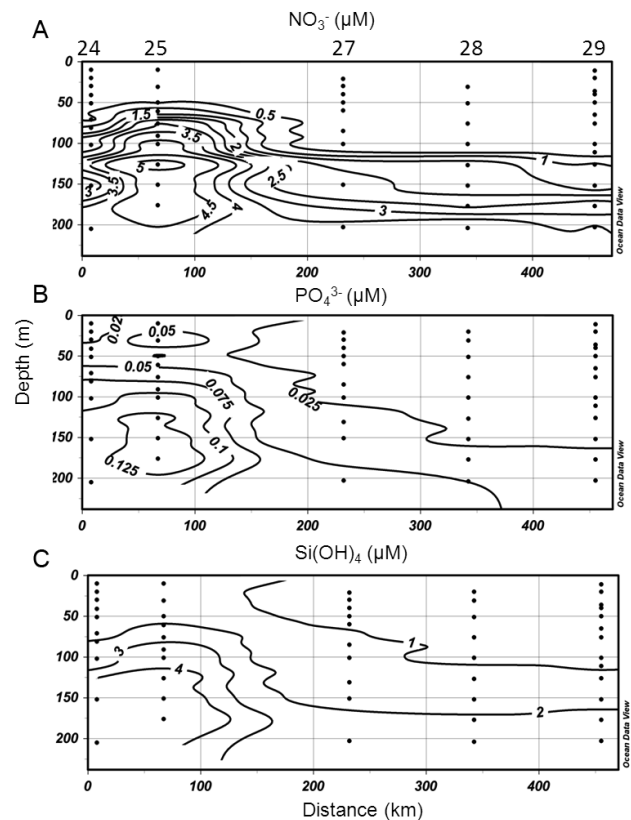 A
NO₃⁻ (µM)
24 25 27 28 29
0
50
100
150
200
0.5
1.5
3.5
2
1
5
2.5
3
3.5
4.5
4
3
0 100 200 300 400
Ocean Data View
B
PO₄³⁻ (µM)
0
50
100
150
200
0.02
0.05
0.05
0.075
0.025
0.1
0.125
0 100 200 300 400
Ocean Data View
Depth (m)
C
Si(OH)₄ (µM)
0
50
100
150
200
1
3
4
2
0 100 200 300 400
Ocean Data View
Distance (km)